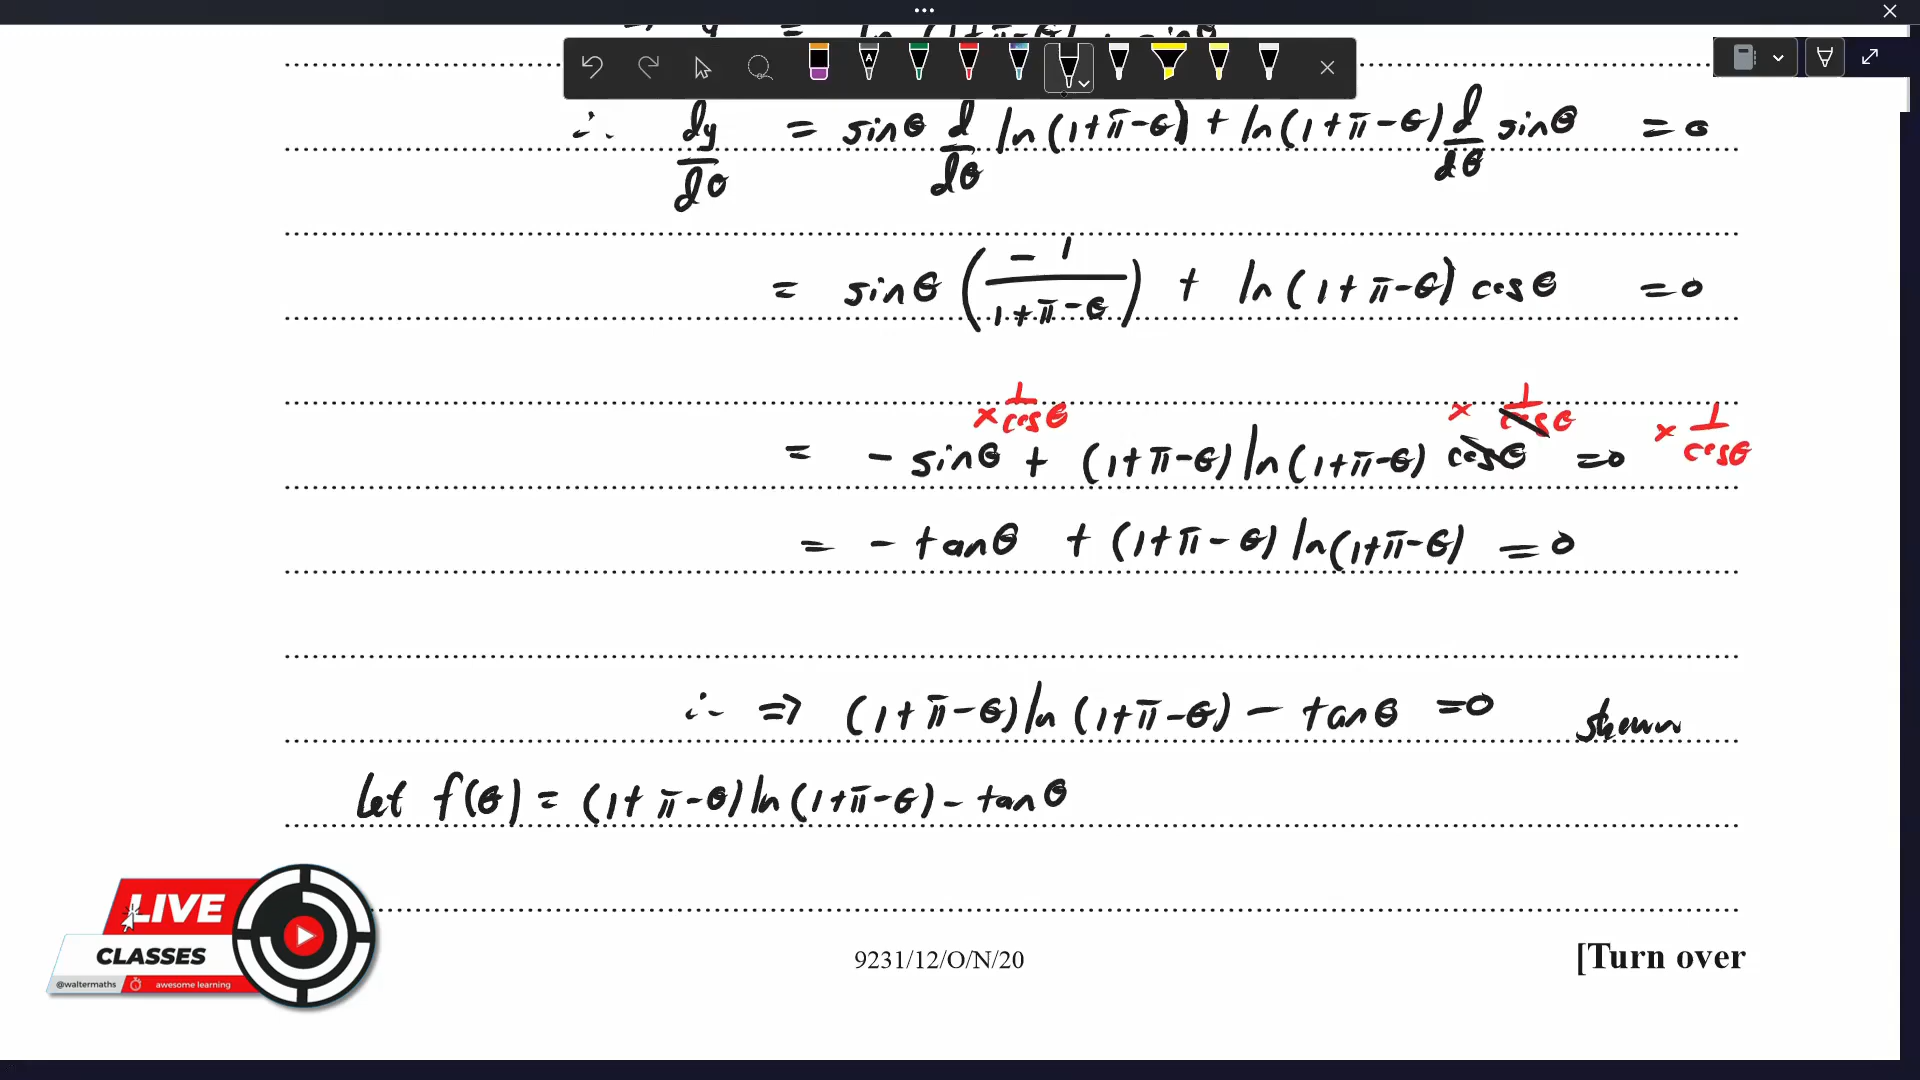 ∴ dy/dθ = sinθ d/dθ ln(1+π-θ) + ln(1+π-θ) d/dθ sinθ = 0
= sinθ (-1/(1+π-θ)) + ln(1+π-θ) cosθ = 0
× 1/cosθ × 1/cosθ × 1/cosθ
= - sinθ + (1+π-θ) ln(1+π-θ) cosθ = 0
= - tanθ + (1+π-θ) ln(1+π-θ) = 0
∴ ⇒ (1+π-θ) ln(1+π-θ) - tanθ = 0 shown
Let f(θ) = (1+π-θ) ln(1+π-θ) - tanθ
LIVE
CLASSES
@waltermaths awesome learning
9231/12/O/N/20
[Turn over